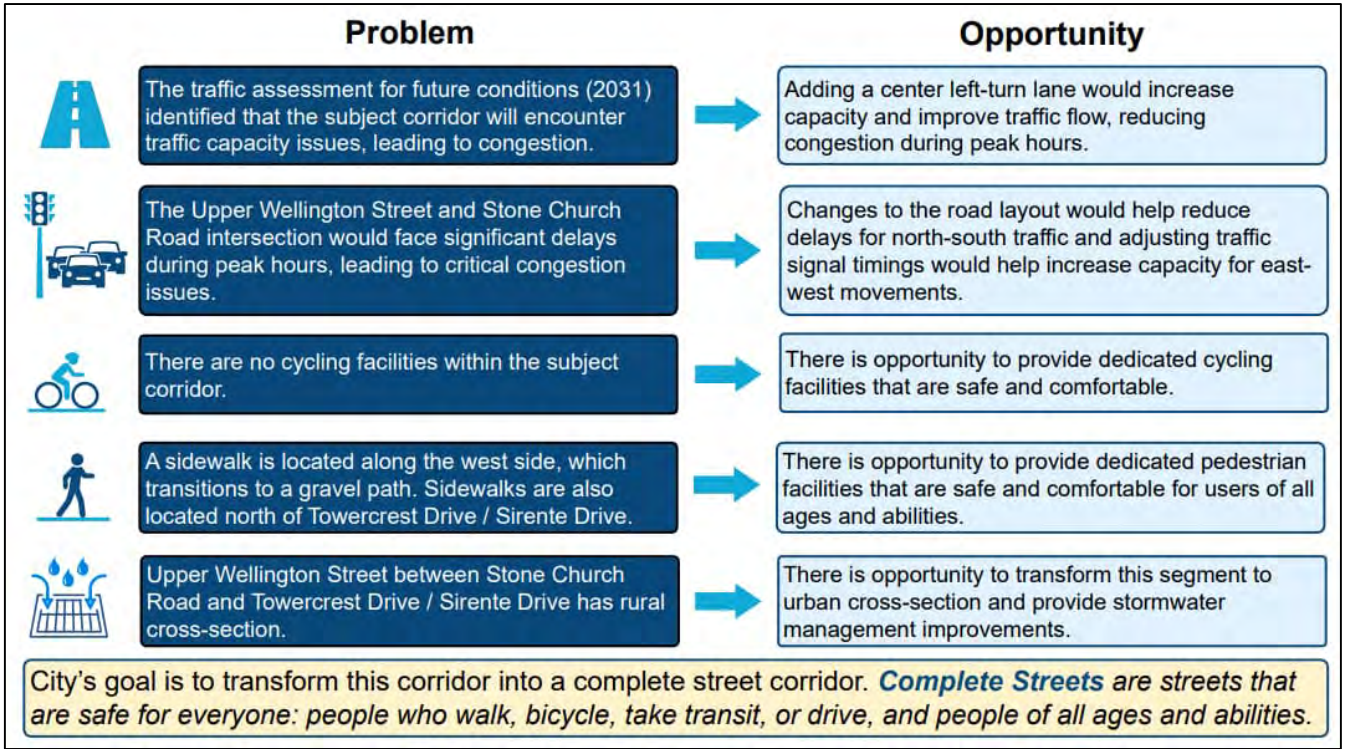 Problem
Opportunity
The traffic assessment for future conditions (2031)
identified that the subject corridor will encounter
traffic capacity issues, leading to congestion.
Adding a center left-turn lane would increase
capacity and improve traffic flow, reducing
congestion during peak hours.
The Upper Wellington Street and Stone Church
Road intersection would face significant delays
during peak hours, leading to critical congestion
issues.
Changes to the road layout would help reduce
delays for north-south traffic and adjusting traffic
signal timings would help increase capacity for east-
west movements.
There are no cycling facilities within the subject
corridor.
There is opportunity to provide dedicated cycling
facilities that are safe and comfortable.
A sidewalk is located along the west side, which
transitions to a gravel path. Sidewalks are also
located north of Towercrest Drive / Sirente Drive.
There is opportunity to provide dedicated pedestrian
facilities that are safe and comfortable for users of all
ages and abilities.
Upper Wellington Street between Stone Church
Road and Towercrest Drive / Sirente Drive has rural
cross-section.
There is opportunity to transform this segment to
urban cross-section and provide stormwater
management improvements.
City's goal is to transform this corridor into a complete street corridor. Complete Streets are streets that
are safe for everyone: people who walk, bicycle, take transit, or drive, and people of all ages and abilities.